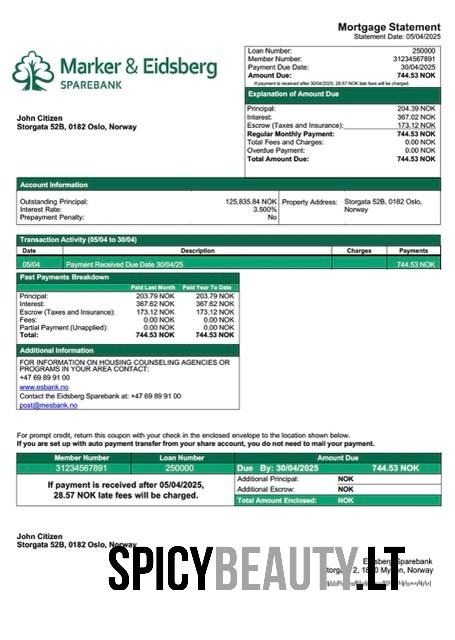 Mortgage Statement
Statement Date: 05/04/2025
Marker & Eidsberg
SPAREBANK
Loan Number: 250000
Member Number: 31234567891
Payment Due Date: 30/04/2025
Amount Due: 744.53 NOK
If payment is received after 30/04/2025, 28.57 NOK late fees will be charged.
Explanation of Amount Due
Principal: 204.39 NOK
Interest: 367.02 NOK
Escrow (Taxes and Insurance): 173.12 NOK
Regular Monthly Payment: 744.53 NOK
Total Fees and Charges: 0.00 NOK
Overdue Payment: 0.00 NOK
Total Amount Due: 744.53 NOK
John Citizen
Storgata 52B, 0182 Oslo, Norway
Account Information
Outstanding Principal: 125,835.84 NOK
Interest Rate: 3.500%
Prepayment Penalty: No
Property Address: Storgata 52B, 0182 Oslo,
Norway
Transaction Activity (05/04 to 30/04)
Date Description Charges Payments
05/04 Payment Received Due Date 30/04/25 744.53 NOK
Past Payments Breakdown
Paid Last Month Paid Year To Date
Principal: 203.79 NOK 203.79 NOK
Interest: 367.62 NOK 367.62 NOK
Escrow (Taxes and Insurance): 173.12 NOK 173.12 NOK
Fees: 0.00 NOK 0.00 NOK
Partial Payment (Unapplied): 0.00 NOK 0.00 NOK
Total: 744.53 NOK 744.53 NOK
Additional Information
FOR INFORMATION ON HOUSING COUNSELING AGENCIES OR
PROGRAMS IN YOUR AREA CONTACT:
+47 69 89 91 00
www.esbank.no
Contact the Eidsberg Sparebank at: +47 69 89 91 00
post@mesbank.no
For prompt credit, return this coupon with your check in the enclosed envelope to the location shown below.
If you are set up with auto payment transfer from your share account, you do not need to mail your payment.
Member Number Loan Number Amount Due
31234567891 250000 Due By: 30/04/2025 744.53 NOK
If payment is received after 05/04/2025,
28.57 NOK late fees will be charged.
Additional Principal: NOK
Additional Escrow: NOK
Total Amount Enclosed: NOK
John Citizen
Storgata 52B, 0182 Oslo, Norway
Sparebank
2, Norway
SPICYBEAUTY.LT